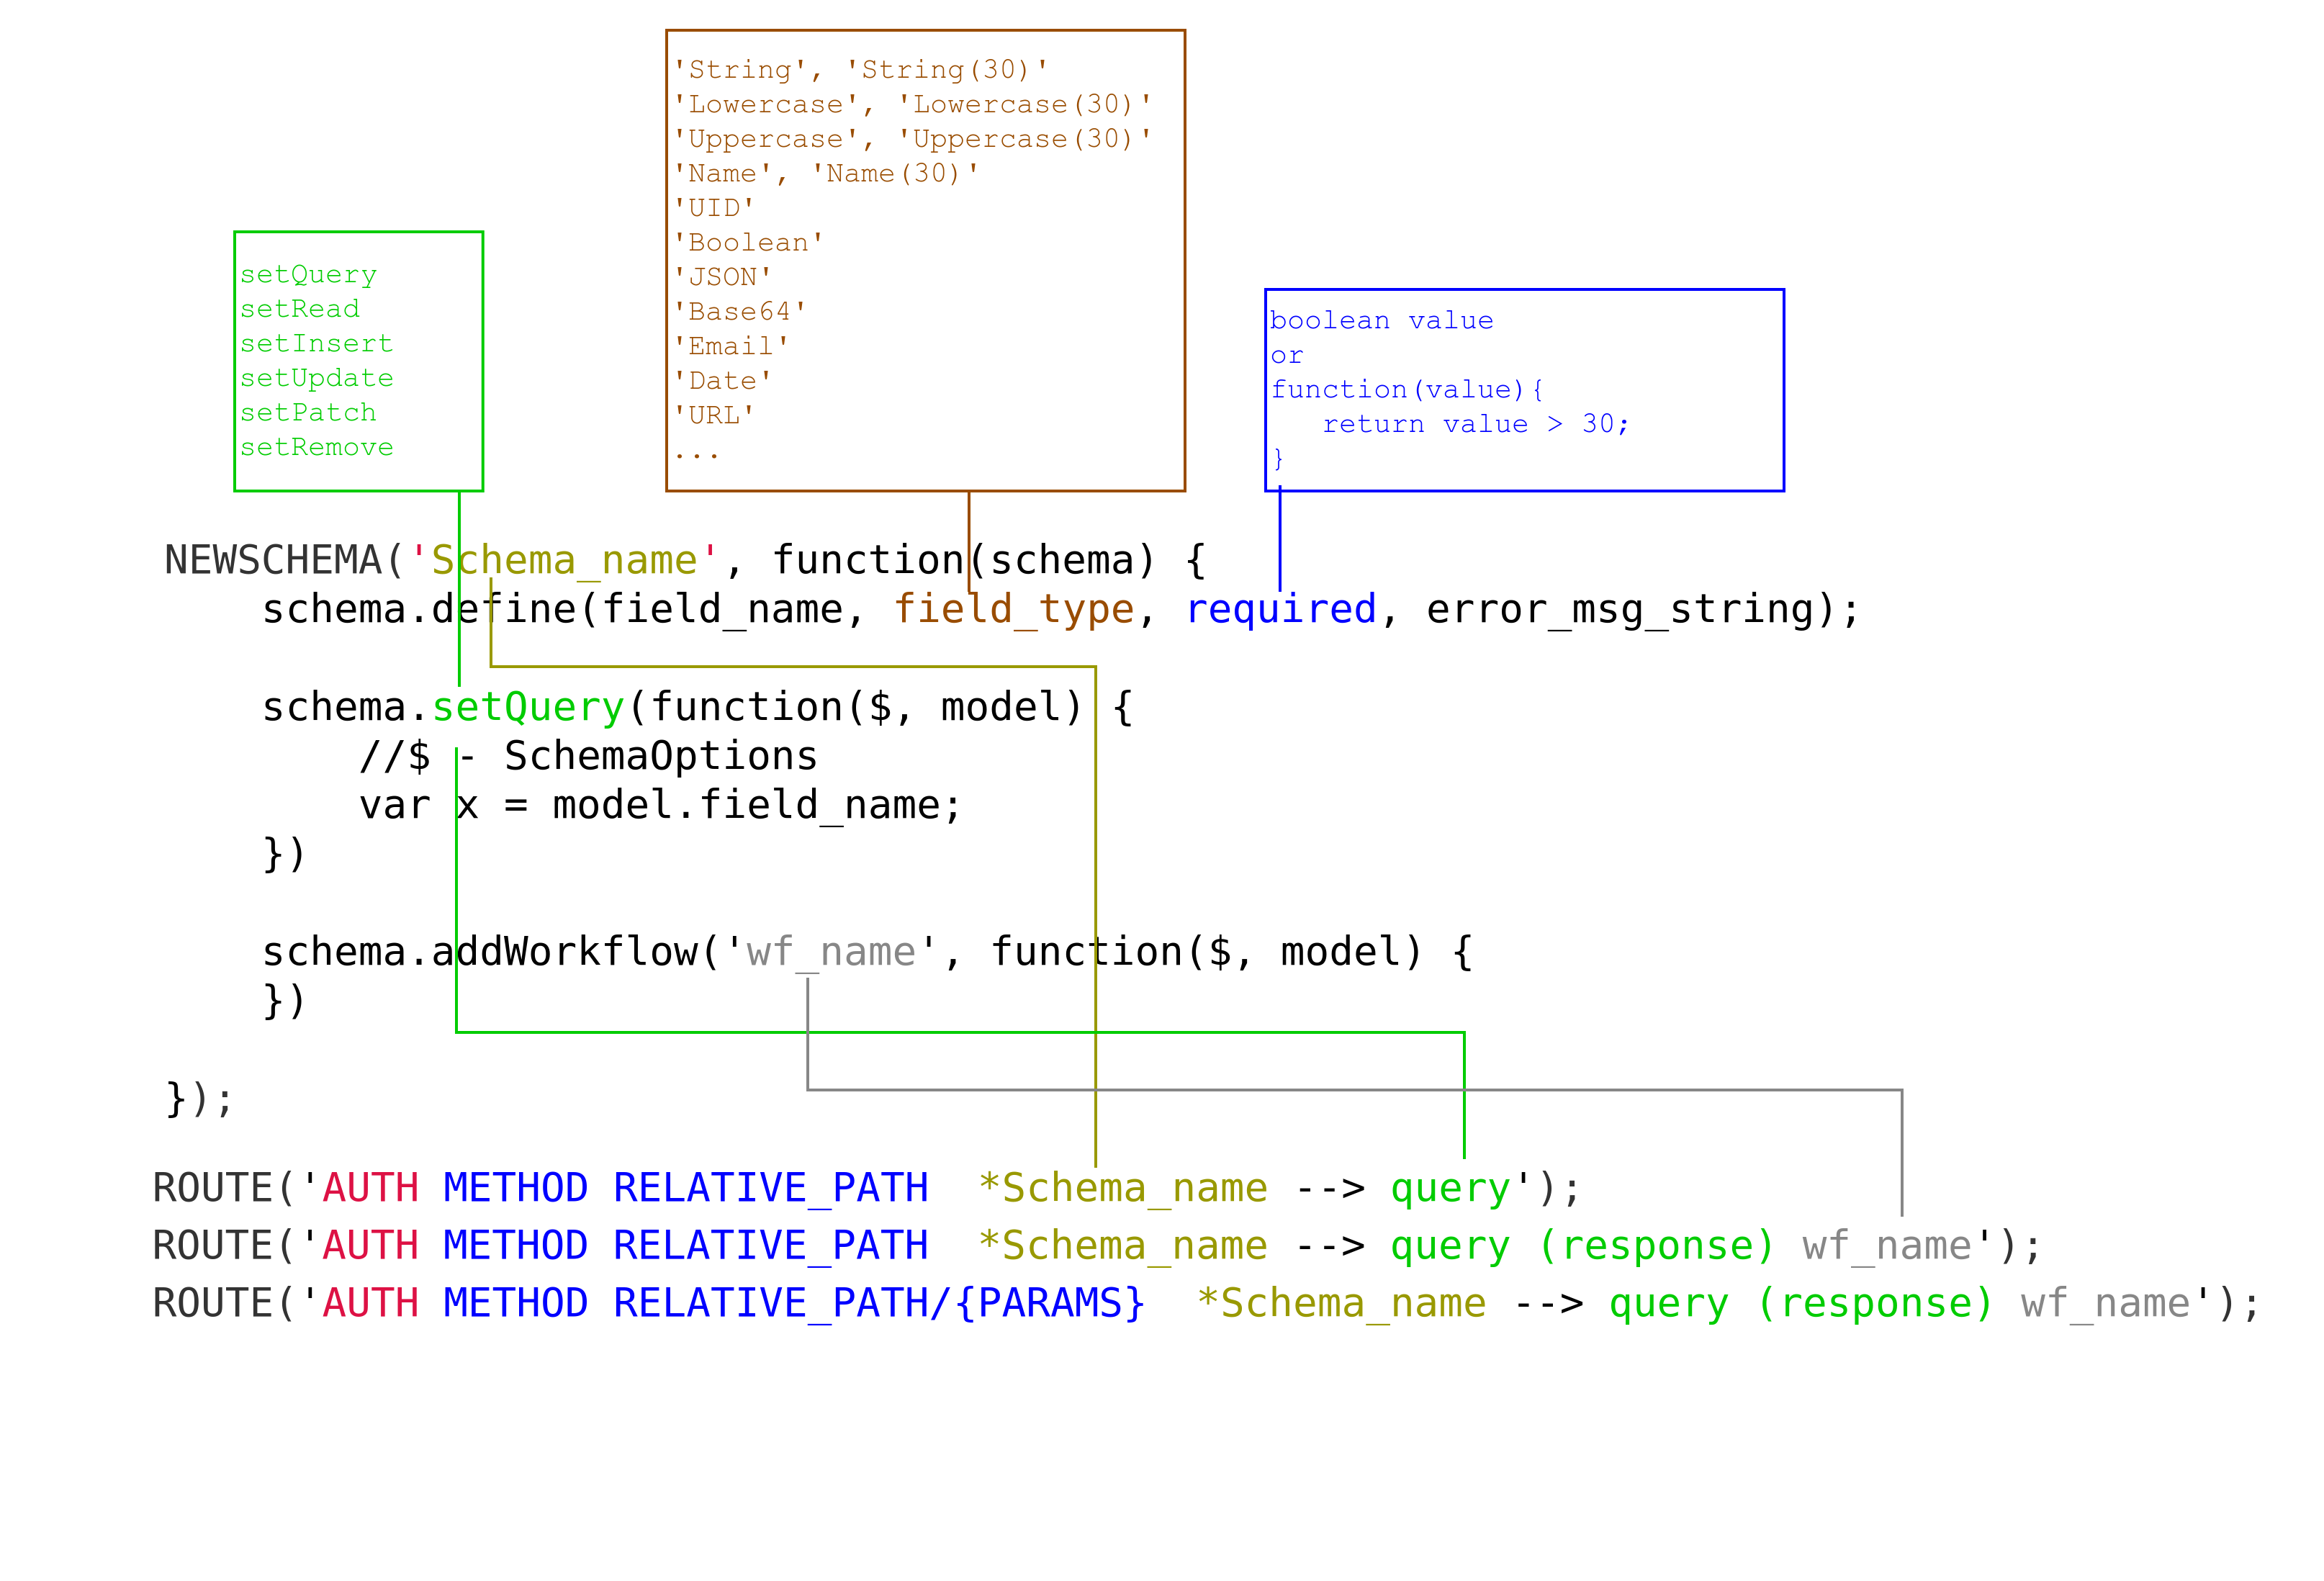 'String', 'String(30)'
'Lowercase', 'Lowercase(30)'
'Uppercase', 'Uppercase(30)'
'Name', 'Name(30)'
'UID'
'Boolean'
'JSON'
'Base64'
'Email'
'Date'
'URL'
...
setQuery
setRead
setInsert
setUpdate
setPatch
setRemove
boolean value
or
function(value){
   return value > 30;
}
NEWSCHEMA('Schema_name', function(schema) {
    schema.define(field_name, field_type, required, error_msg_string);
    schema.setQuery(function($, model) {
        //$ - SchemaOptions
        var x = model.field_name;
    })
    schema.addWorkflow('wf_name', function($, model) {
    })
});
ROUTE('AUTH METHOD RELATIVE_PATH  *Schema_name --> query');
ROUTE('AUTH METHOD RELATIVE_PATH  *Schema_name --> query (response) wf_name');
ROUTE('AUTH METHOD RELATIVE_PATH/{PARAMS}  *Schema_name --> query (response) wf_name');